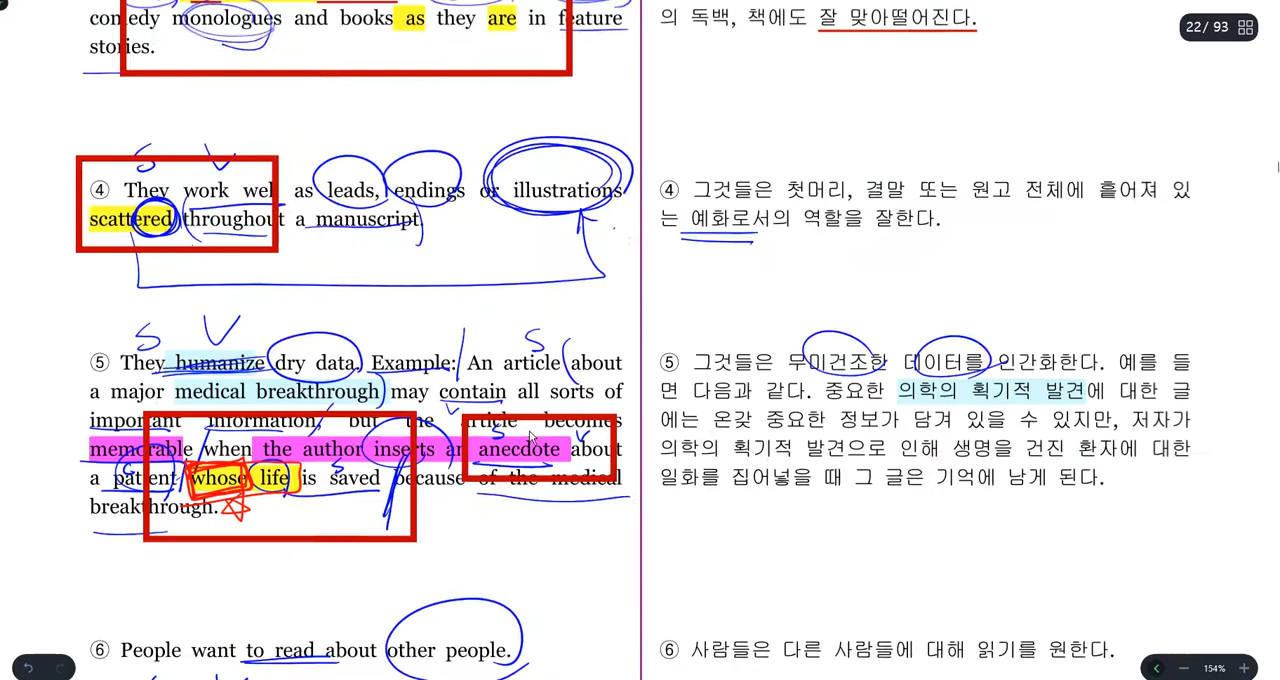 comedy monologues and books as they are in feature
stories.
의 독백, 책에도 잘 맞아떨어진다.
22 / 93
④ They work well as leads, endings or illustrations
scattered throughout a manuscript.
④ 그것들은 첫머리, 결말 또는 원고 전체에 흩어져 있
는 예화로서의 역할을 잘한다.
S V
S V S
⑤ They humanize dry data. Example: An article about
a major medical breakthrough may contain all sorts of
important information, but the article becomes
memorable when the author inserts an anecdote about
a patient whose life is saved because of the medical
breakthrough.
⑤ 그것들은 무미건조한 데이터를 인간화한다. 예를 들
면 다음과 같다. 중요한 의학의 획기적 발견에 대한 글
에는 온갖 중요한 정보가 담겨 있을 수 있지만, 저자가
의학의 획기적 발견으로 인해 생명을 건진 환자에 대한
일화를 집어넣을 때 그 글은 기억에 남게 된다.
⑥ People want to read about other people.
⑥ 사람들은 다른 사람들에 대해 읽기를 원한다.
154%